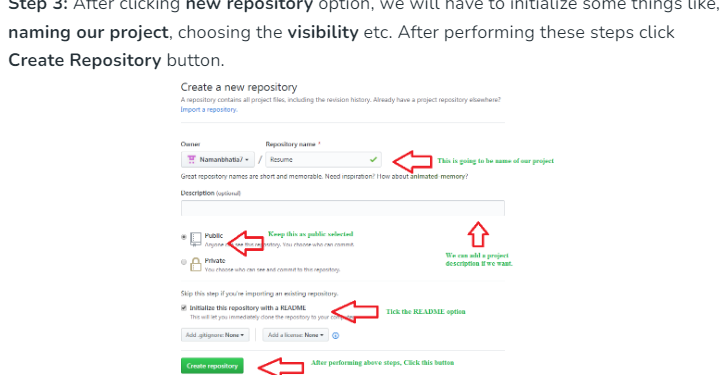 Step 3: After clicking new repository option, we will have to initialize some things like,
naming our project, choosing the visibility etc. After performing these steps click
Create Repository button.
Create a new repository
A repository contains all project files, including the revision history. Already have a project repository elsewhere?
Import a repository.
Owner
Repository name *
Namanbhatia7 / Resume
This is going to be name of our project
Great repository names are short and memorable. Need inspiration? How about animated-memory?
Description (optional)
Public
Keep this as public selected
Anyone can see this repository. You choose who can commit.
We can add a project
description if we want.
Private
You choose who can see and commit to this repository.
Skip this step if you're importing an existing repository.
Initialize this repository with a README
Tick the README option
This will let you immediately clone the repository to your
Add .gitignore: None
Add a license: None
Create repository
After performing above steps, Click this button